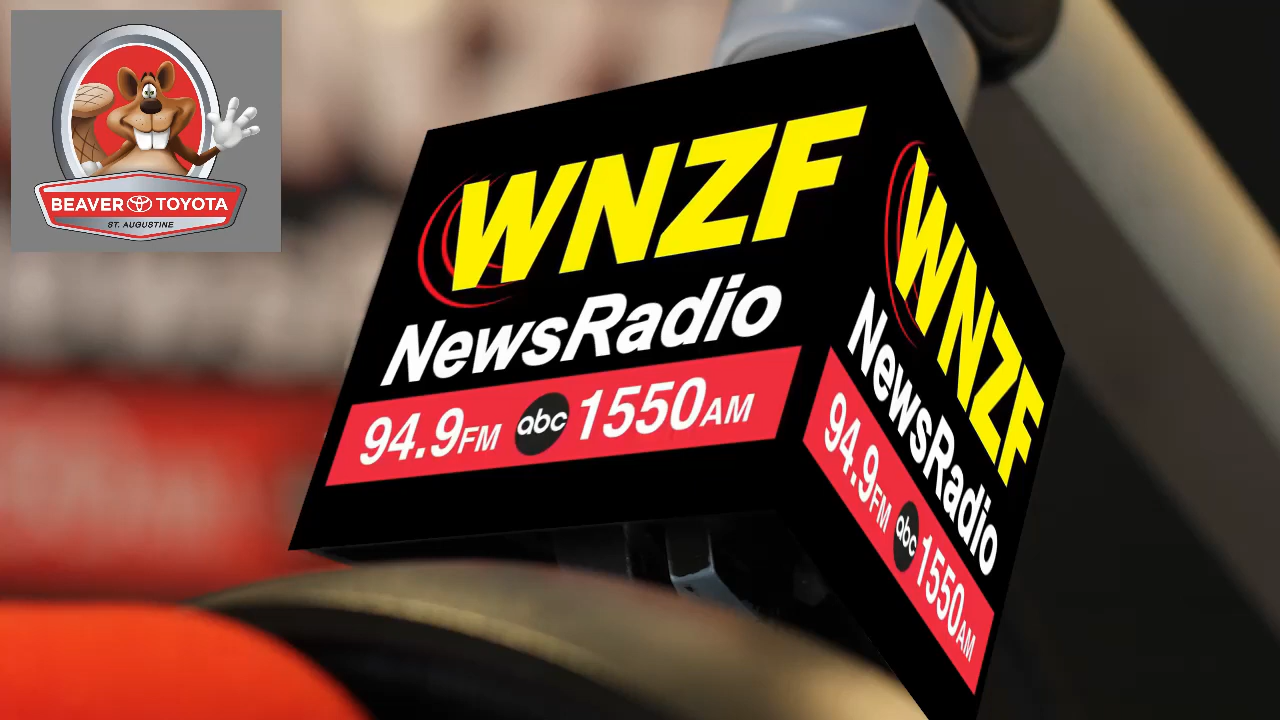 BEAVER TOYOTA
ST. AUGUSTINE
WNZF
NewsRadio
94.9FM abc 1550AM
WNZF
NewsRadio
94.9FM abc 1550AM